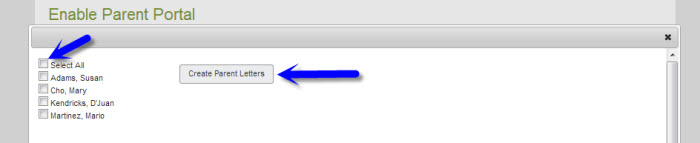 Enable Parent Portal
Select All
Create Parent Letters
Adams, Susan
Cho, Mary
Kendricks, D'Juan
Martinez, Mario